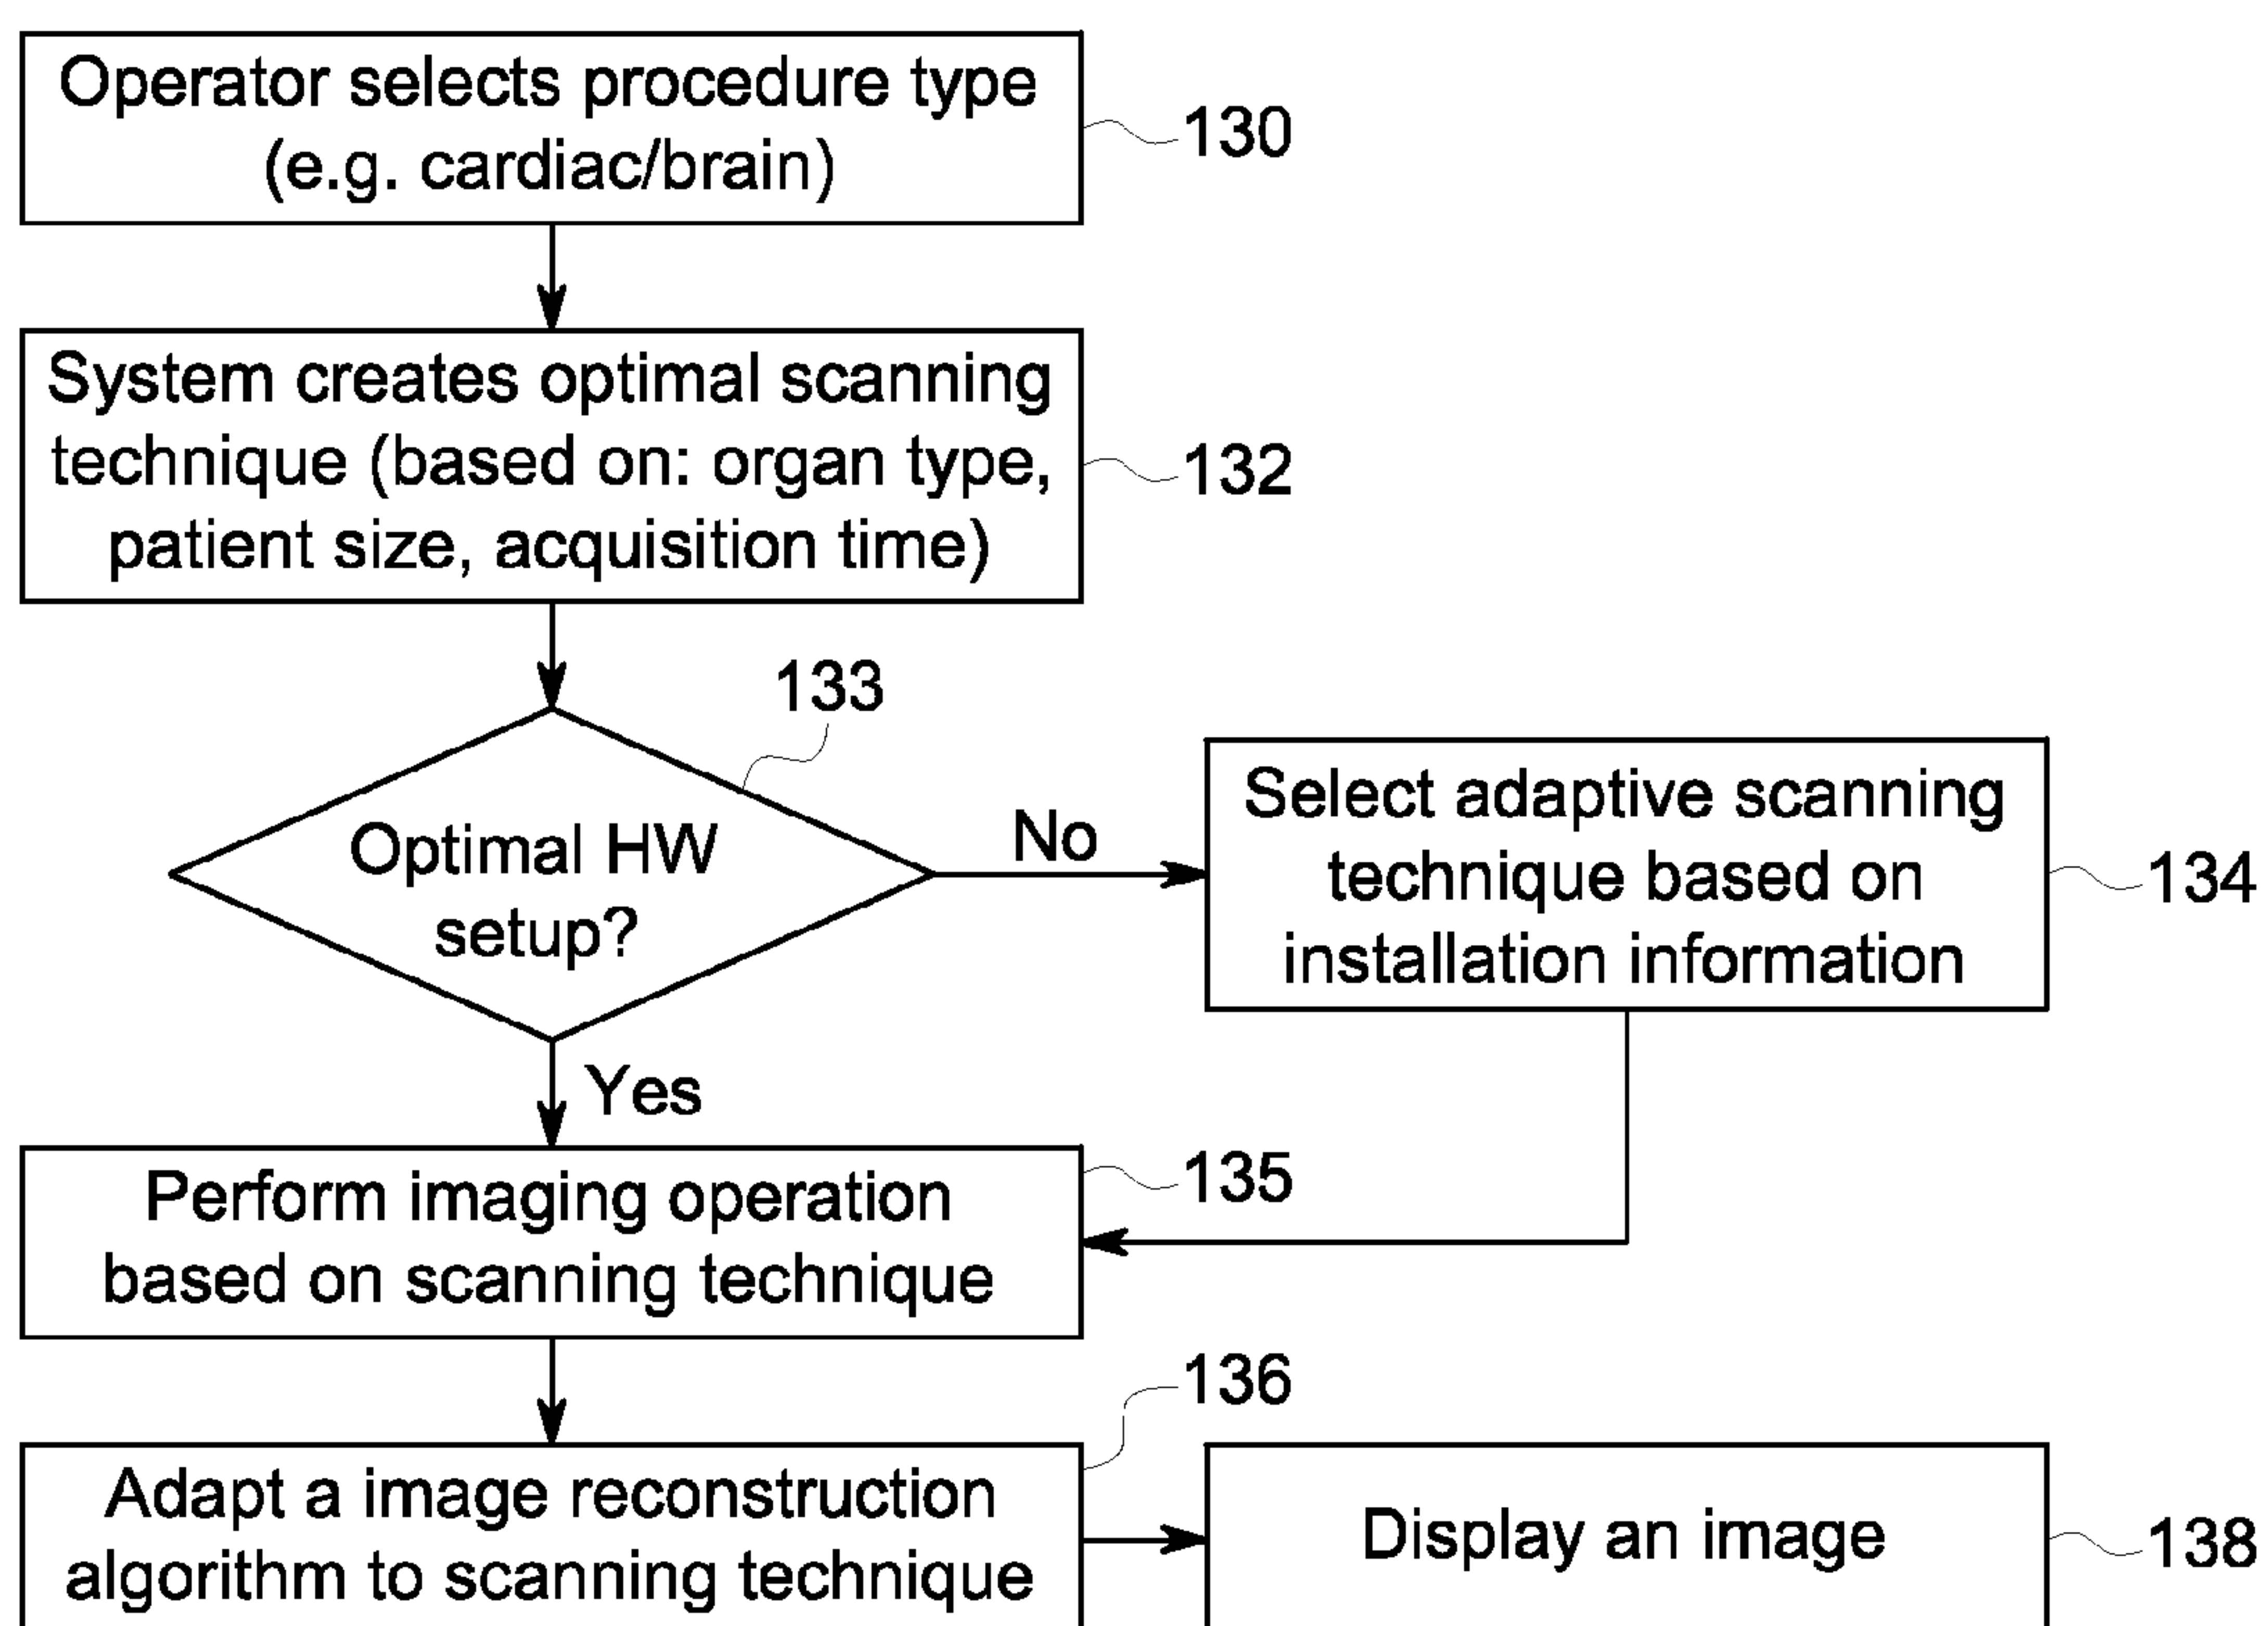 Operator selects procedure type
(e.g. cardiac/brain)
130
System creates optimal scanning
technique (based on: organ type,
patient size, acquisition time)
132
133
Optimal HW
setup?
No
Select adaptive scanning
technique based on
installation information
134
Yes
Perform imaging operation
based on scanning technique
135
136
Adapt a image reconstruction
algorithm to scanning technique
Display an image
138